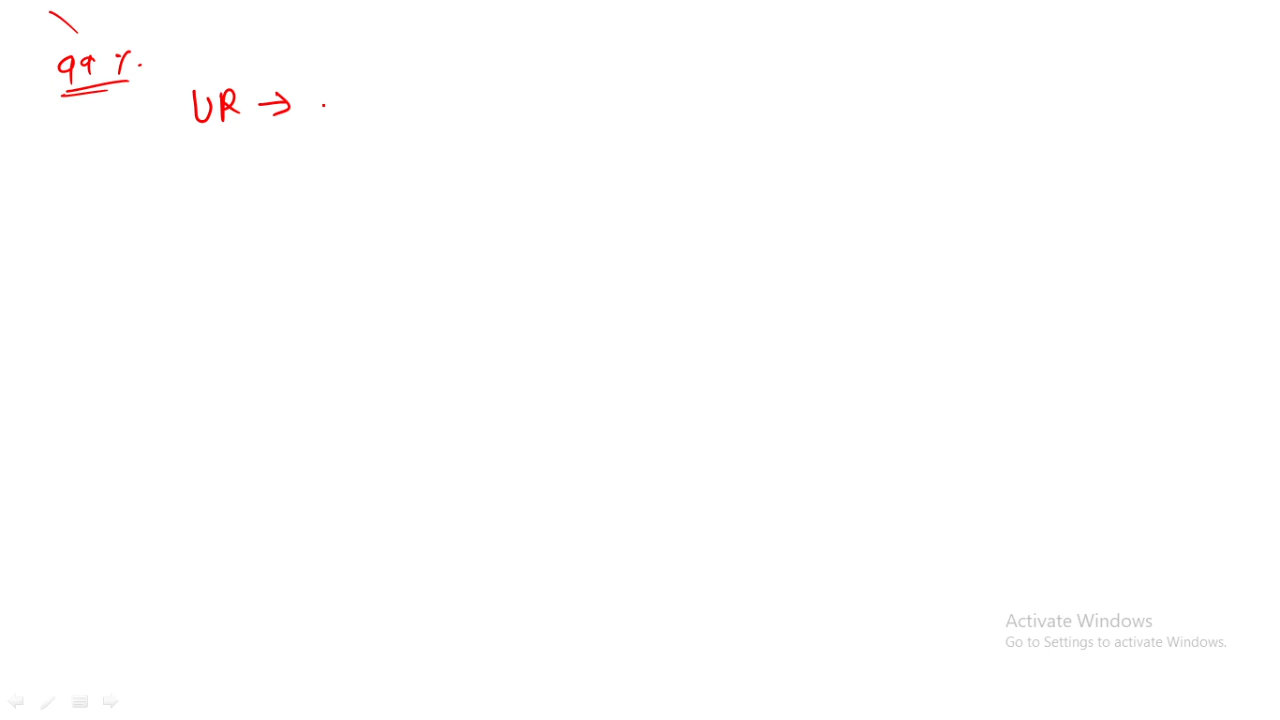 99 %.
UR →
Activate Windows
Go to Settings to activate Windows.